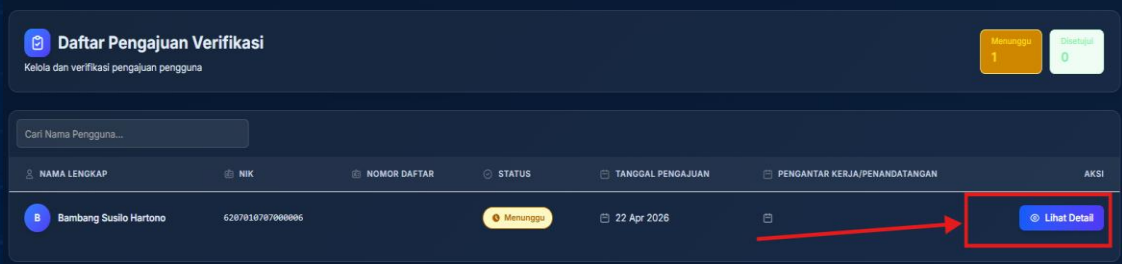 Daftar Pengajuan Verifikasi
Kelola dan verifikasi pengajuan pengguna
Menunggu
1
Disetujui
0
Cari Nama Pengguna...
NAMA LENGKAP NIK NOMOR DAFTAR STATUS TANGGAL PENGAJUAN PENGANTAR KERJA/PENANDATANGAN AKSI
B Bambang Susilo Hartono 6207010707000006 Menunggu 22 Apr 2026 Lihat Detail